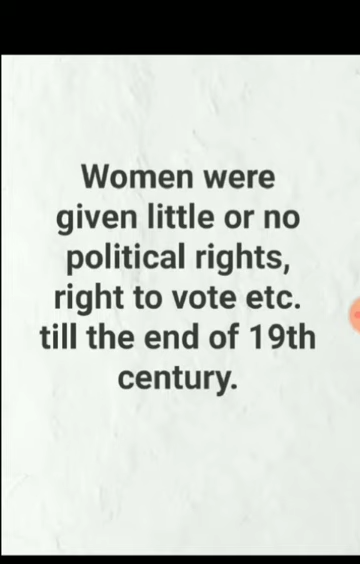 Women were
given little or no
political rights,
right to vote etc.
till the end of 19th
century.